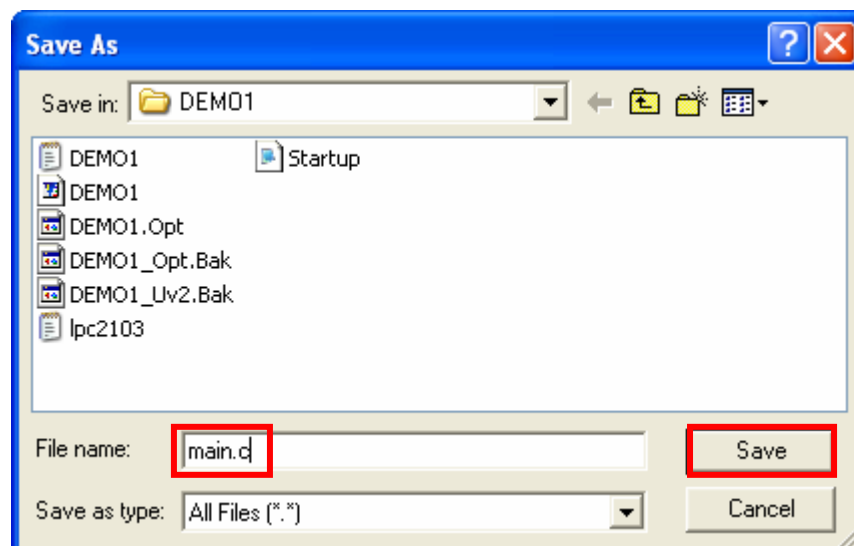 Save As
Save in: DEMO1
DEMO1
Startup
DEMO1
DEMO1.Opt
DEMO1_Opt.Bak
DEMO1_Uv2.Bak
lpc2103
File name: main.c Save
Save as type: All Files (*.*) Cancel